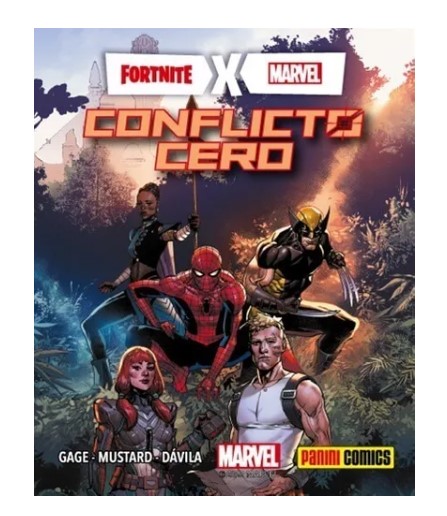 FORTNITE X MARVEL
CONFLICTO
CERO
GAGE · MUSTARD · DÁVILA MARVEL PANINI COMICS